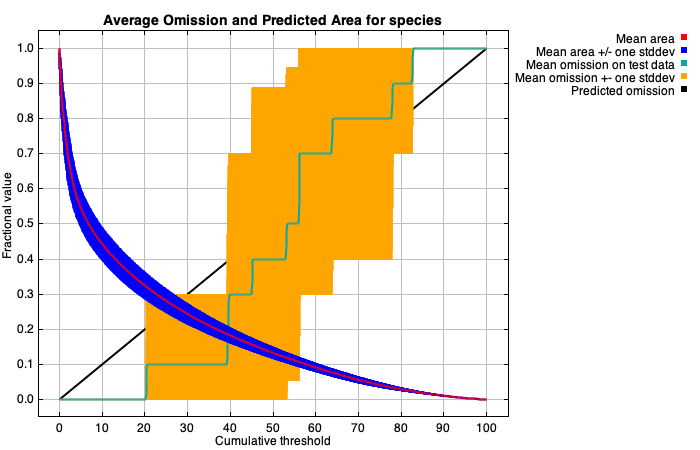 Average Omission and Predicted Area for species
Mean area
Mean area +/- one stddev
Mean omission on test data
Mean omission +- one stddev
Predicted omission
Fractional value
1.0
0.9
0.8
0.7
0.6
0.5
0.4
0.3
0.2
0.1
0.0
0 10 20 30 40 50 60 70 80 90 100
Cumulative threshold